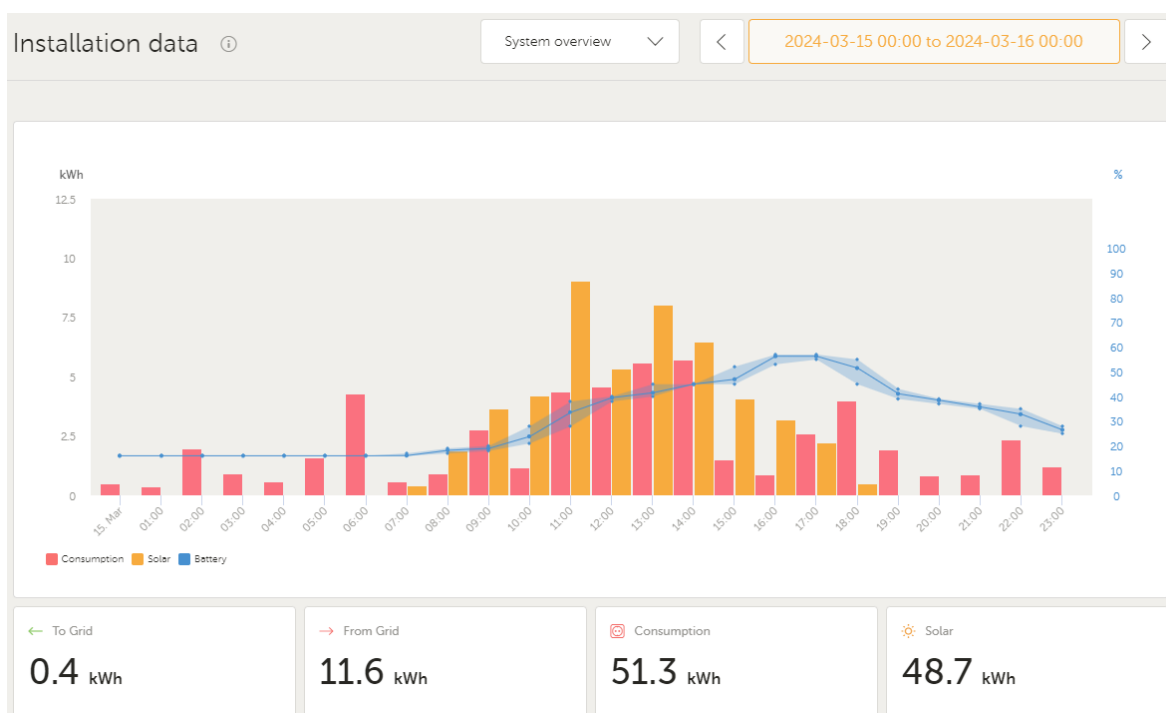 Installation data
System overview
2024-03-15 00:00 to 2024-03-16 00:00
kWh
%
12.5
10
7.5
5
2.5
0
100
90
80
70
60
50
40
30
20
10
0
15. Mar
01:00
02:00
03:00
04:00
05:00
06:00
07:00
08:00
09:00
10:00
11:00
12:00
13:00
14:00
15:00
16:00
17:00
18:00
19:00
20:00
21:00
22:00
23:00
Consumption Solar Battery
To Grid
0.4 kWh
From Grid
11.6 kWh
Consumption
51.3 kWh
Solar
48.7 kWh